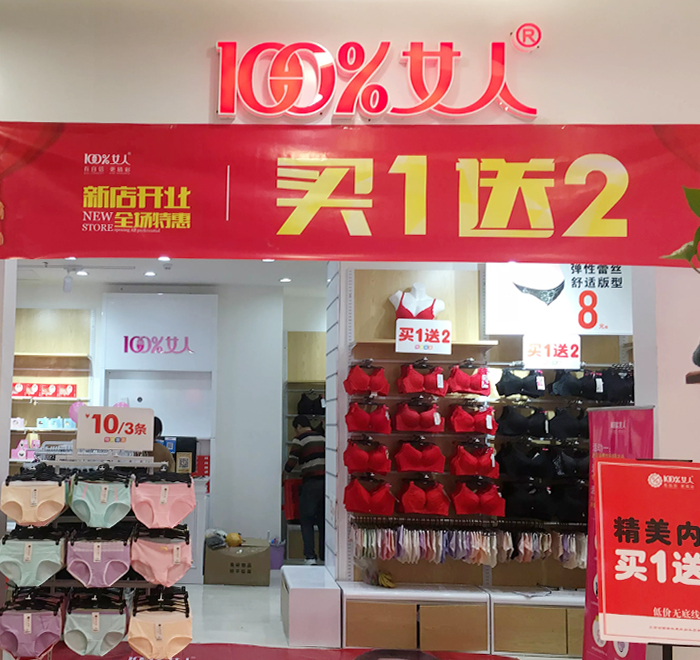 100%女人®
100%女人
新店开业
NEW STORE
全场特惠
买1送2
弹性蕾丝
舒适版型
8
买1送2
买1送2
100%女人
¥10/3条
100%女人
100%女人
精美内
买1送
低价无底线